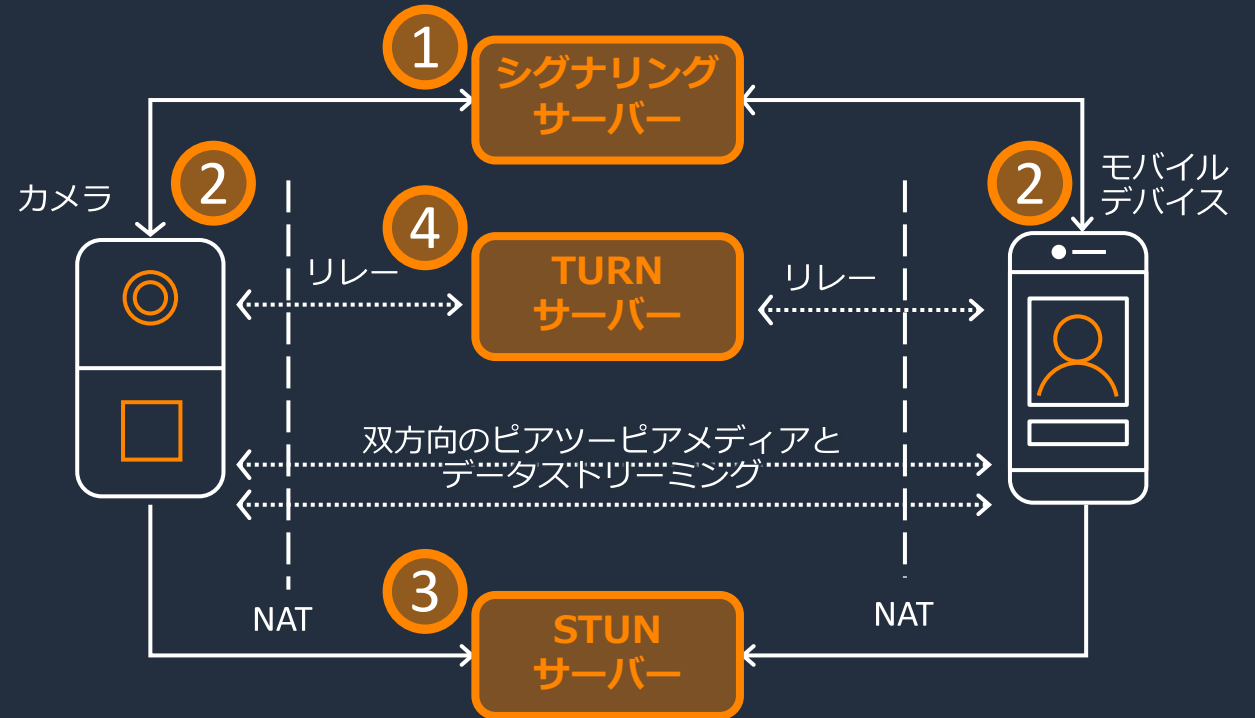 1
シグナリング
サーバー
カメラ
2
2
モバイル
デバイス
4
リレー
TURN
サーバー
リレー
双方向のピアツーピアメディアと
データストリーミング
3
NAT
NAT
STUN
サーバー